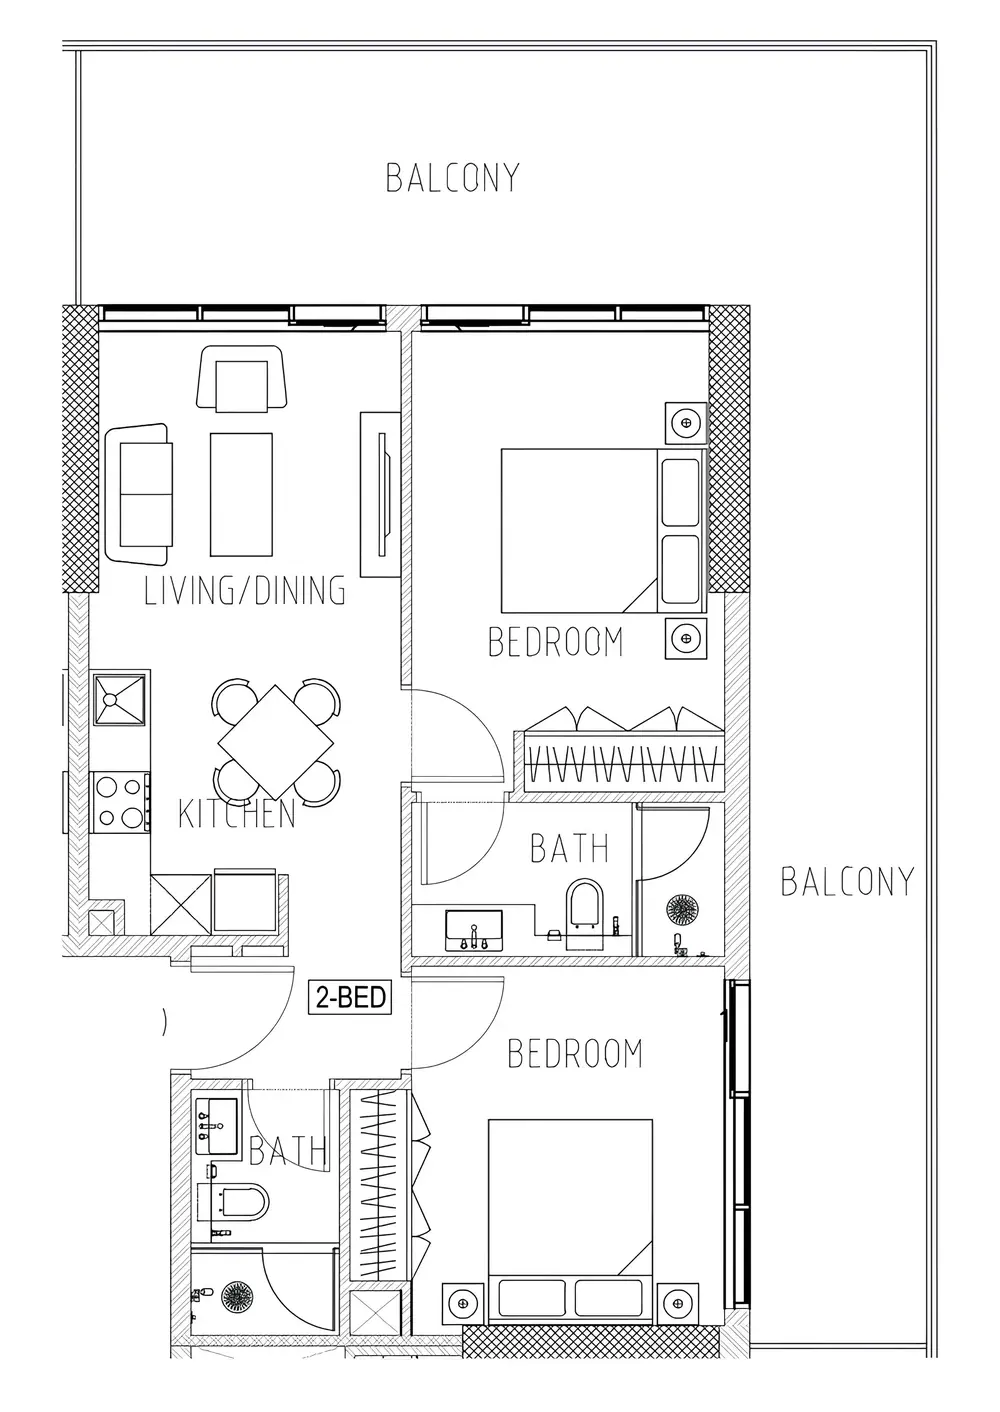 BALCONY
LIVING/DINING
BEDROOM
KITCHEN
BATH
BALCONY
2-BED
BEDROOM
BATH